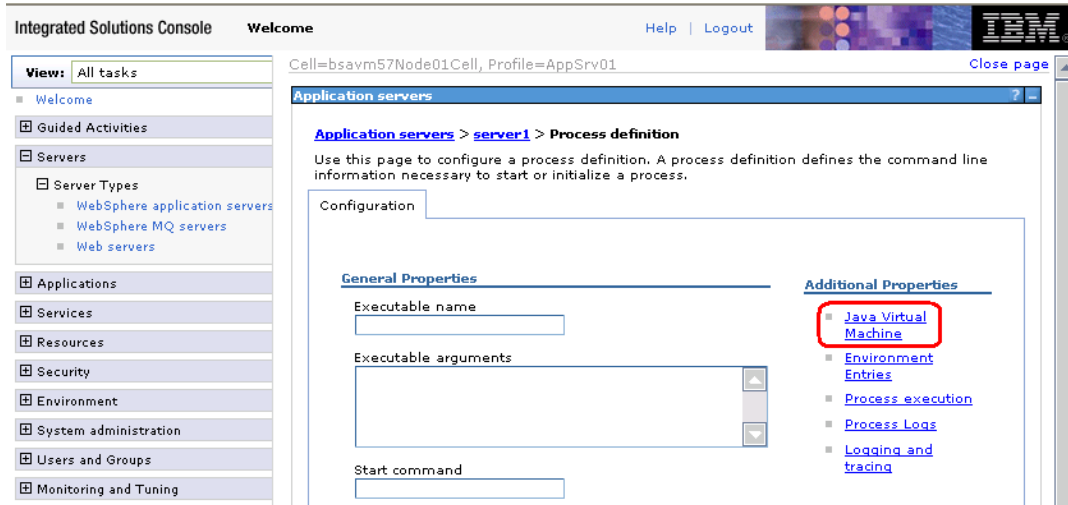 Integrated Solutions Console Welcome Help | Logout IBM®
View: All tasks
Welcome
Guided Activities
Servers
Server Types
WebSphere application servers
WebSphere MQ servers
Web servers
Applications
Services
Resources
Security
Environment
System administration
Users and Groups
Monitoring and Tuning
Cell=bsavm57Node01Cell, Profile=AppSrv01 Close page
Application servers ? –
Application servers > server1 > Process definition
Use this page to configure a process definition. A process definition defines the command line
information necessary to start or initialize a process.
Configuration
General Properties
Executable name
Executable arguments
Start command
Additional Properties
Java Virtual
Machine
Environment
Entries
Process execution
Process Logs
Logging and
tracing